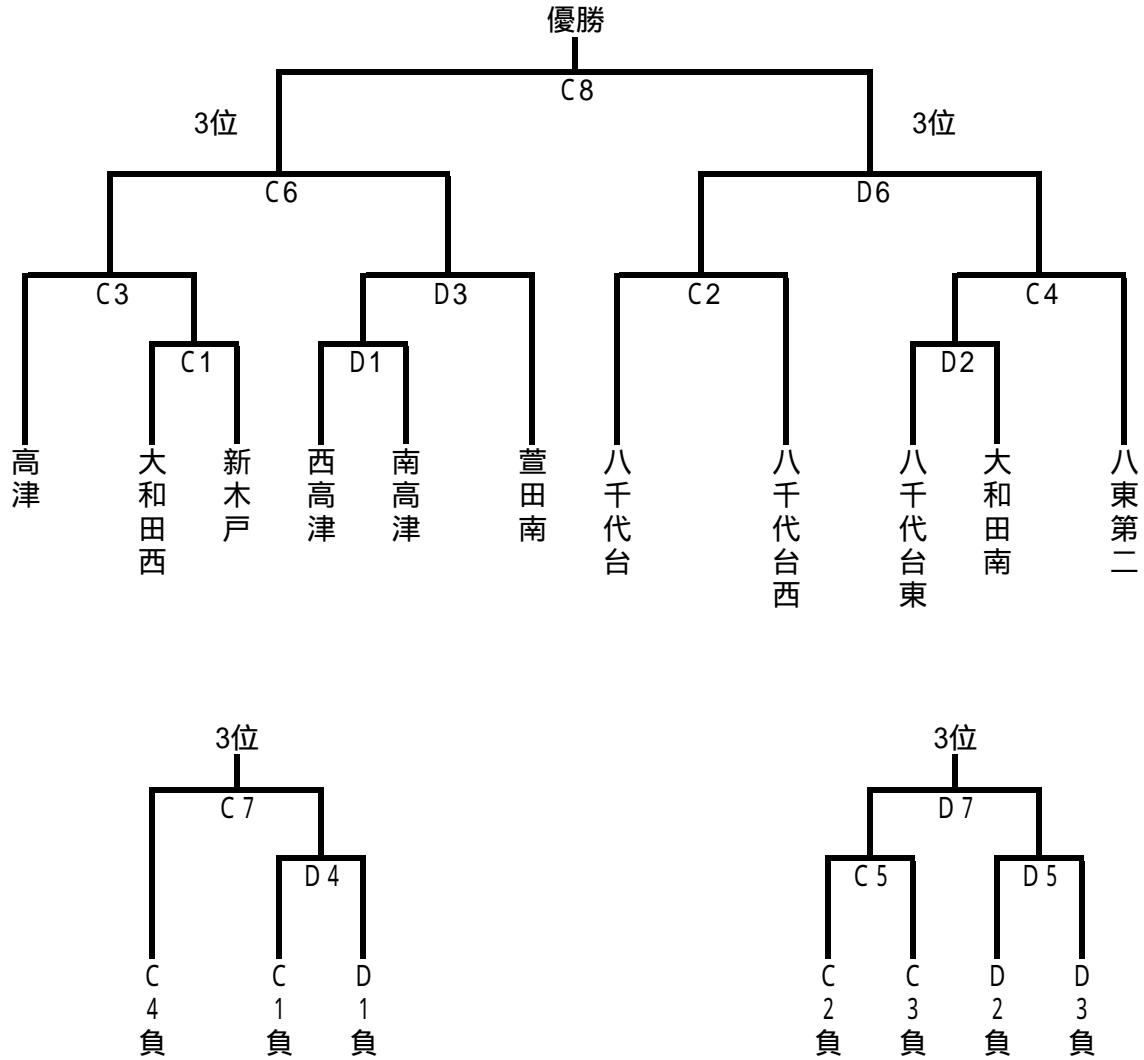 優勝
C8
3位
3位
C6
D6
C3
D3
C2
C4
C1
D1
D2
高津
大和田西
新木戸
西高津
南高津
萱田南
八千代台
八千代台西
八千代台東
大和田南
八東第二
3位
3位
C7
D7
D4
C5
D5
C4負
C1負
D1負
C2負
C3負
D2負
D3負